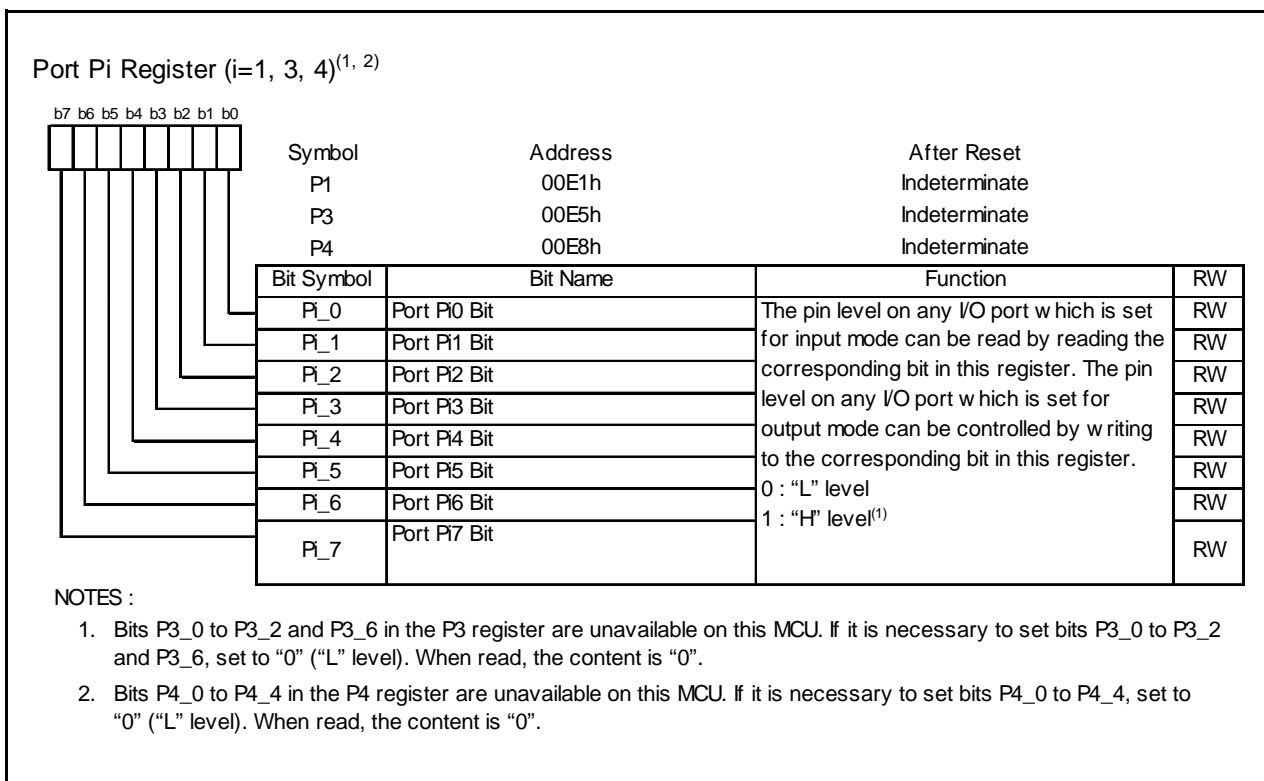 Port Pi Register (i=1, 3, 4)(1, 2)
b7 b6 b5 b4 b3 b2 b1 b0
Symbol Address After Reset
P1 00E1h Indeterminate
P3 00E5h Indeterminate
P4 00E8h Indeterminate
Bit Symbol Bit Name Function RW
Pi_0 Port Pi0 Bit The pin level on any I/O port which is set RW
Pi_1 Port Pi1 Bit for input mode can be read by reading the RW
Pi_2 Port Pi2 Bit corresponding bit in this register. The pin RW
Pi_3 Port Pi3 Bit level on any I/O port which is set for RW
Pi_4 Port Pi4 Bit output mode can be controlled by writing RW
Pi_5 Port Pi5 Bit to the corresponding bit in this register. RW
Pi_6 Port Pi6 Bit 0 : “L” level RW
1 : “H” level(1)
Pi_7 Port Pi7 Bit RW
NOTES :
1. Bits P3_0 to P3_2 and P3_6 in the P3 register are unavailable on this MCU. If it is necessary to set bits P3_0 to P3_2
and P3_6, set to “0” (“L” level). When read, the content is “0”.
2. Bits P4_0 to P4_4 in the P4 register are unavailable on this MCU. If it is necessary to set bits P4_0 to P4_4, set to
“0” (“L” level). When read, the content is “0”.